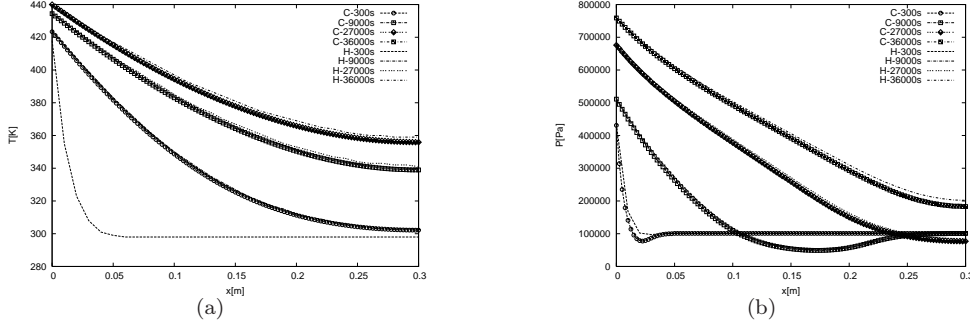 440
420
400
380
360
340
320
300
280
T[K]
0
0.05
0.1
0.15
0.2
0.25
0.3
x[m]
C-300s
C-9000s
C-27000s
C-36000s
H-300s
H-9000s
H-27000s
H-36000s
(a)
800000
700000
600000
500000
400000
300000
200000
100000
0
P[Pa]
0
0.05
0.1
0.15
0.2
0.25
0.3
x[m]
C-300s
C-9000s
C-27000s
C-36000s
H-300s
H-9000s
H-27000s
H-36000s
(b)